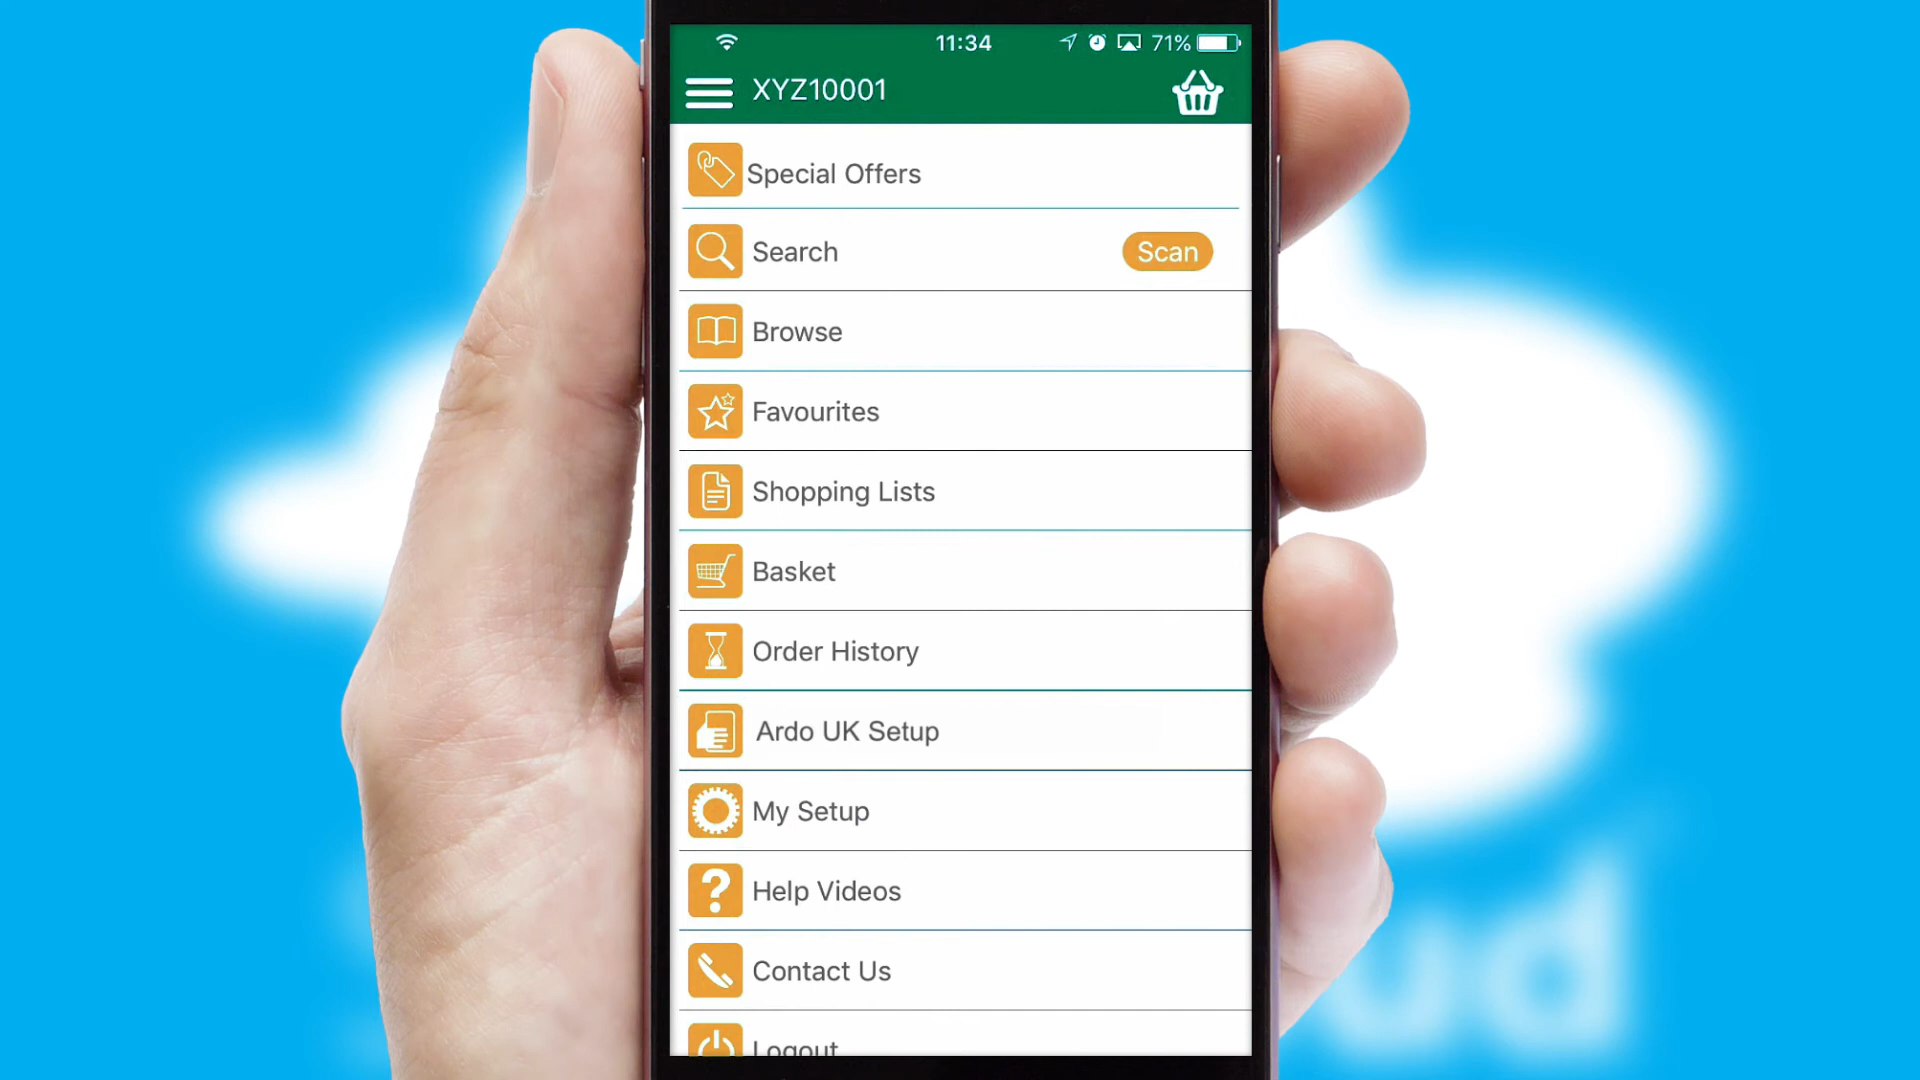 11:34
71%
XYZ10001
Special Offers
Search
Scan
Browse
Favourites
Shopping Lists
Basket
Order History
Ardo UK Setup
My Setup
Help Videos
Contact Us
Logout
ud